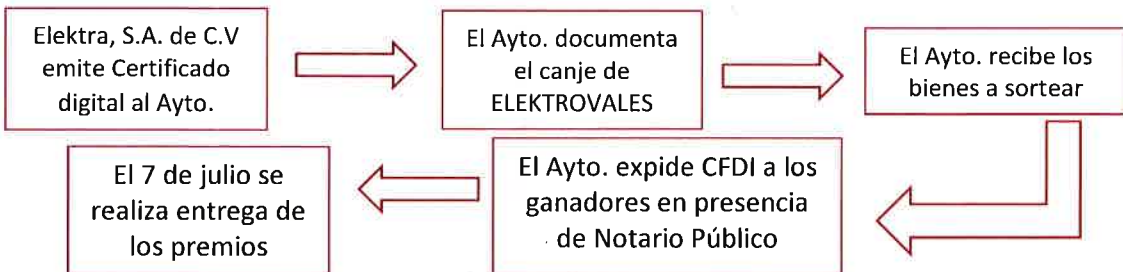 Elektra, S.A. de C.V
emite Certificado
digital al Ayto.
El Ayto. documenta
el canje de
ELEKTROVALES
El Ayto. recibe los
bienes a sortear
El Ayto. expide CFDI a los
ganadores en presencia
de Notario Público
El 7 de julio se
realiza entrega de
los premios